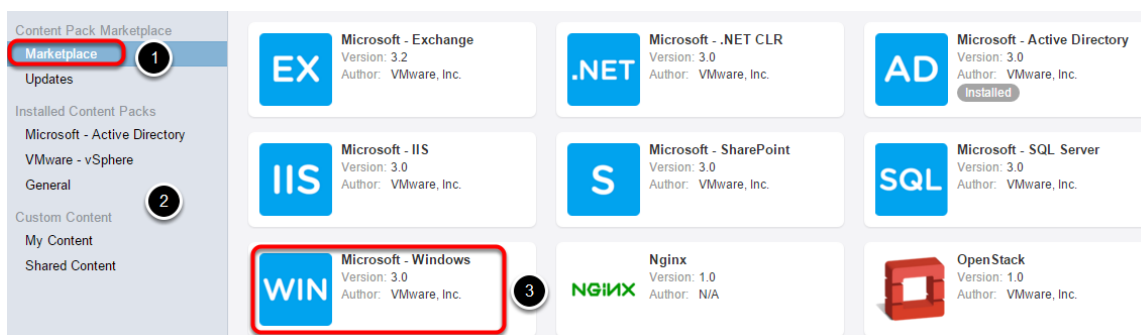 Content Pack Marketplace
Marketplace
1
Updates
Installed Content Packs
Microsoft - Active Directory
VMware - vSphere
General
2
Custom Content
My Content
Shared Content
EX
Microsoft - Exchange
Version: 3.2
Author: VMware, Inc.
.NET
Microsoft - .NET CLR
Version: 3.0
Author: VMware, Inc.
AD
Microsoft - Active Directory
Version: 3.0
Author: VMware, Inc.
Installed
IIS
Microsoft - IIS
Version: 3.0
Author: VMware, Inc.
S
Microsoft - SharePoint
Version: 3.0
Author: VMware, Inc.
SQL
Microsoft - SQL Server
Version: 3.0
Author: VMware, Inc.
WIN
Microsoft - Windows
Version: 3.0
Author: VMware, Inc.
3
NGINX
Nginx
Version: 1.0
Author: N/A
OpenStack
Version: 1.0
Author: VMware, Inc.